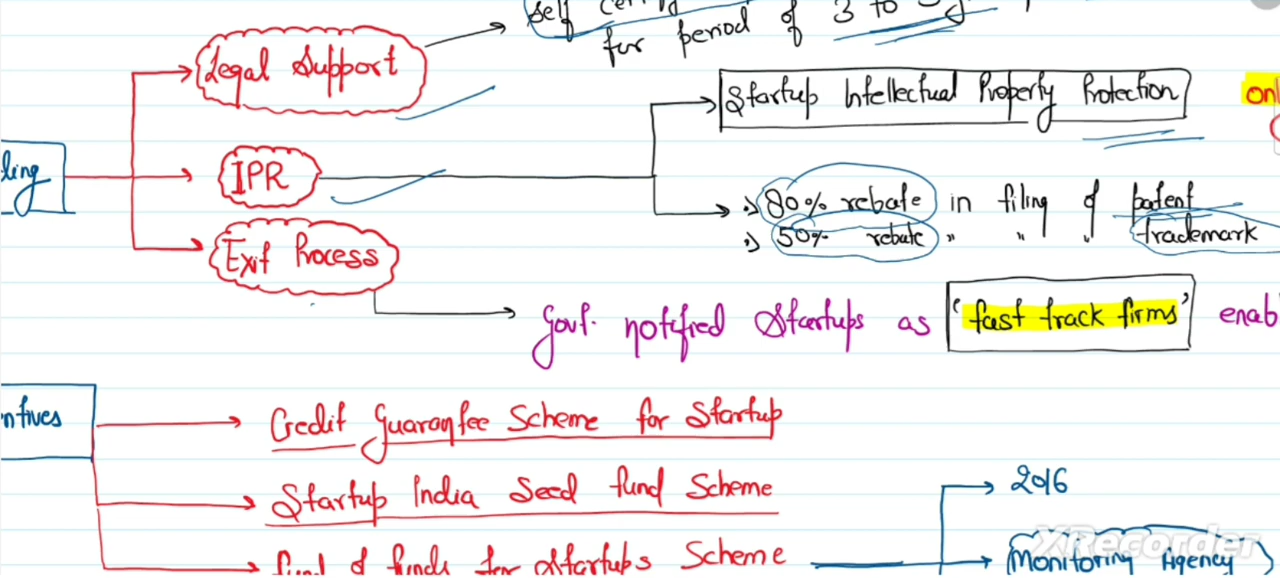 self
for period of 3 to
Legal Support
Startup Intellectual Property Protection
ling
IPR
80% rebate in filing of patent
50% rebate " " " trademark
Exit Process
Govt. notified Startups as 'fast track firms' enab
ntives
Credit Guarantee Scheme for Startup
Startup India Seed fund Scheme
2016
Fund of funds for Startups Scheme
Monitoring Agency
XRecorder